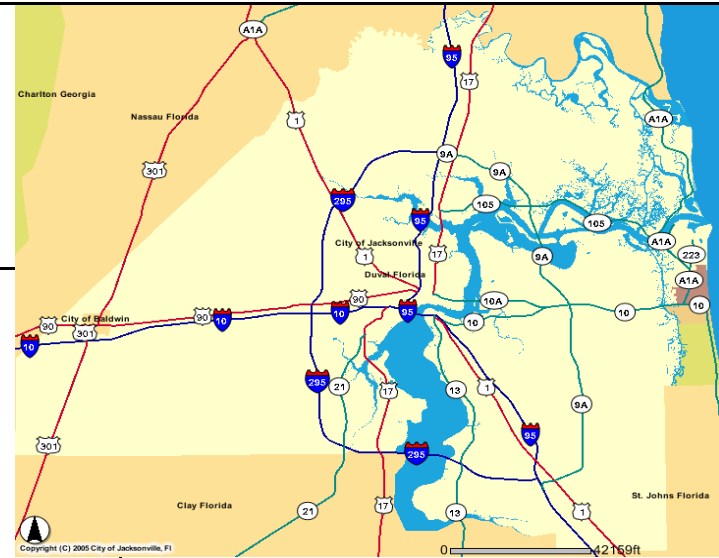 A1A
95
17
Charlton Georgia
Nassau Florida
1
A1A
9A
301
9A
295
105
95
105
City of Jacksonville
A1A
1
17
9A
223
Duval Florida
A1A
90
10A
10
City of Baldwin
90
10
95
10
90
301
10
10
10
295
21
17
13
1
9A
95
301
295
St. Johns Florida
Clay Florida
21
17
13
1
Copyright (C) 2005 City of Jacksonville, Fl
0
42159ft